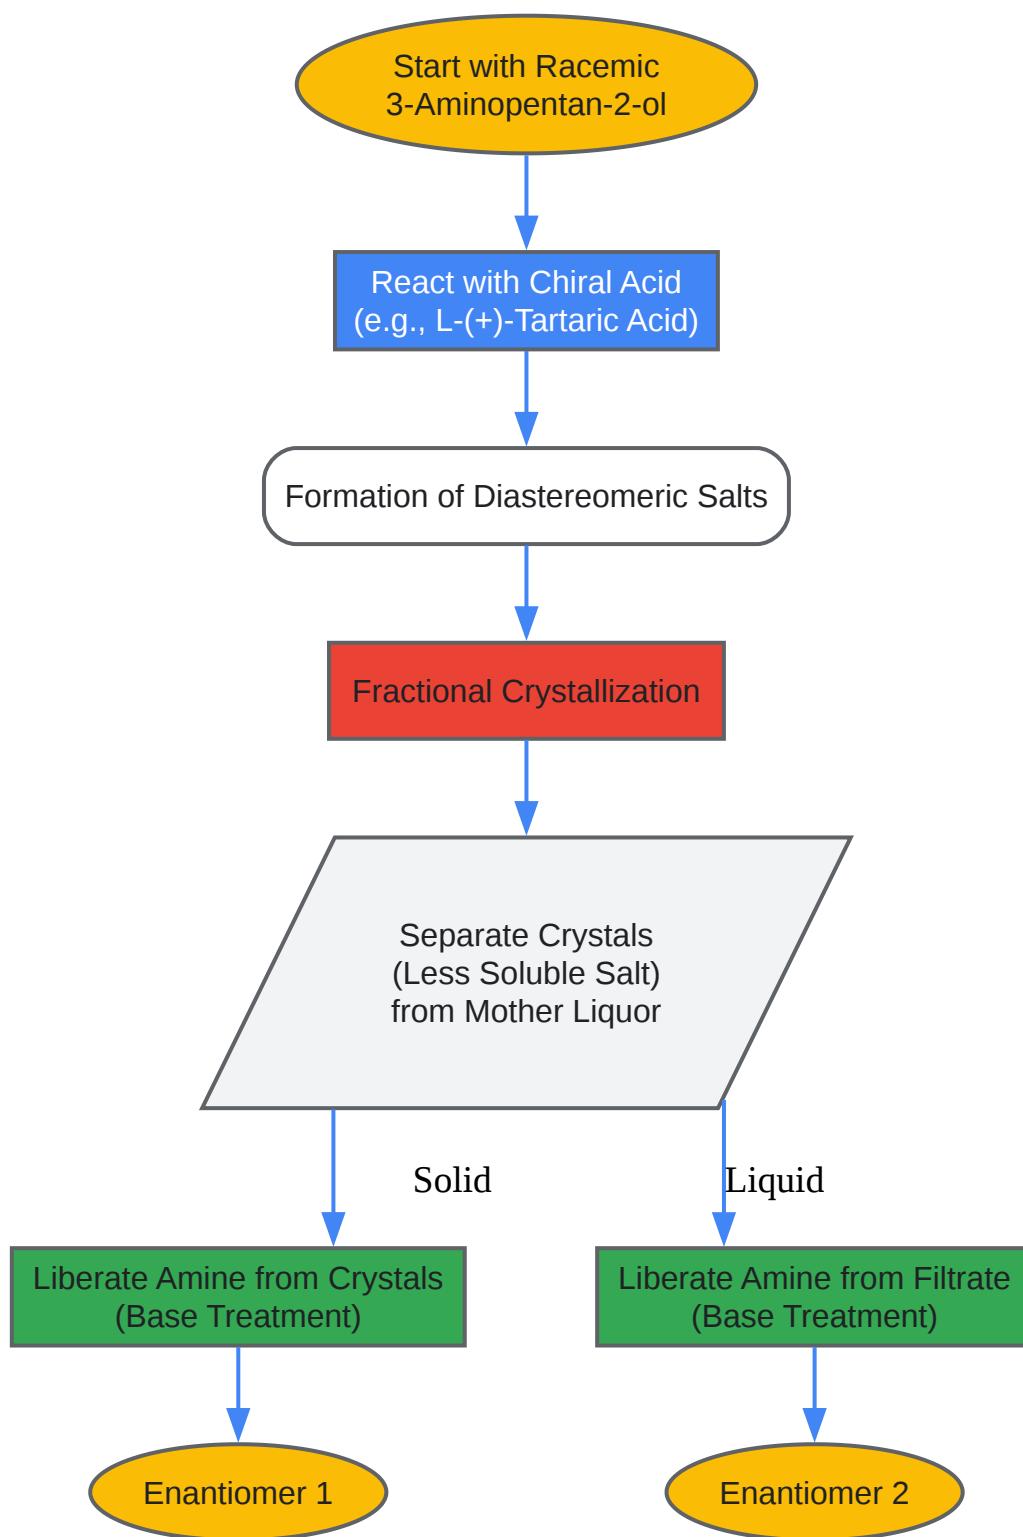 Start with Racemic
3-Aminopentan-2-ol
React with Chiral Acid
(e.g., L-(+)-Tartaric Acid)
Formation of Diastereomeric Salts
Fractional Crystallization
Separate Crystals
(Less Soluble Salt)
from Mother Liquor
Solid
Liquid
Liberate Amine from Crystals
(Base Treatment)
Liberate Amine from Filtrate
(Base Treatment)
Enantiomer 1
Enantiomer 2